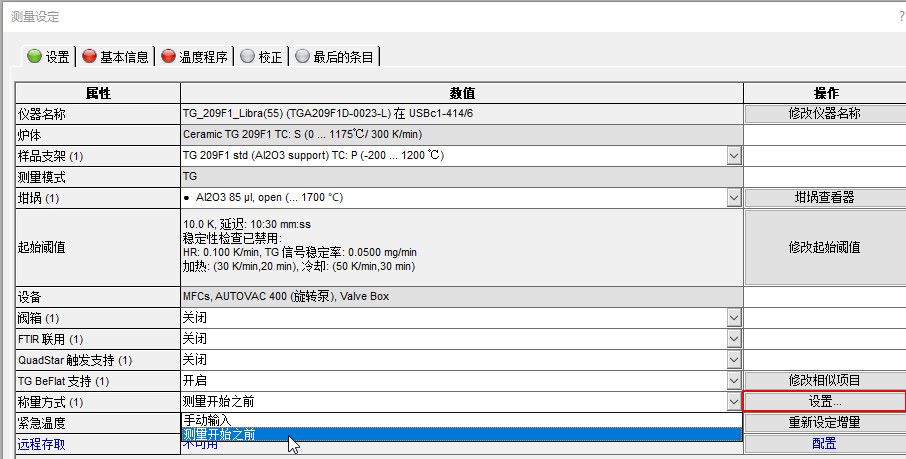 测量设定 ?
设置 基本信息 温度程序 校正 最后的条目
属性 数值 操作
仪器名称 TG_209F1_Libra(55) (TGA209F1D-0023-L) 在 USBc1-414/6 修改仪器名称
炉体 Ceramic TG 209F1 TC: S (0 ... 1175℃/ 300 K/min)
样品支架 (1) TG 209F1 std (Al2O3 support) TC: P (-200 ... 1200 ℃)
测量模式 TG
坩埚 (1) ● Al2O3 85 µl, open (... 1700 °C) 坩埚查看器
起始阈值 10.0 K, 延迟: 10:30 mm:ss 修改起始阈值
稳定性检查已禁用:
HR: 0.100 K/min, TG 信号稳定率: 0.0500 mg/min
加热: (30 K/min,20 min), 冷却: (50 K/min,30 min)
设备 MFCs, AUTOVAC 400 (旋转泵), Valve Box
阀箱 (1) 关闭
FTIR 联用 (1) 关闭
QuadStar 触发支持 (1) 关闭
TG BeFlat 支持 (1) 开启 修改相似项目
称量方式 (1) 测量开始之前 设置...
紧急温度 手动输入 重新设定增量
测量开始之前
远程存取 不可用 配置